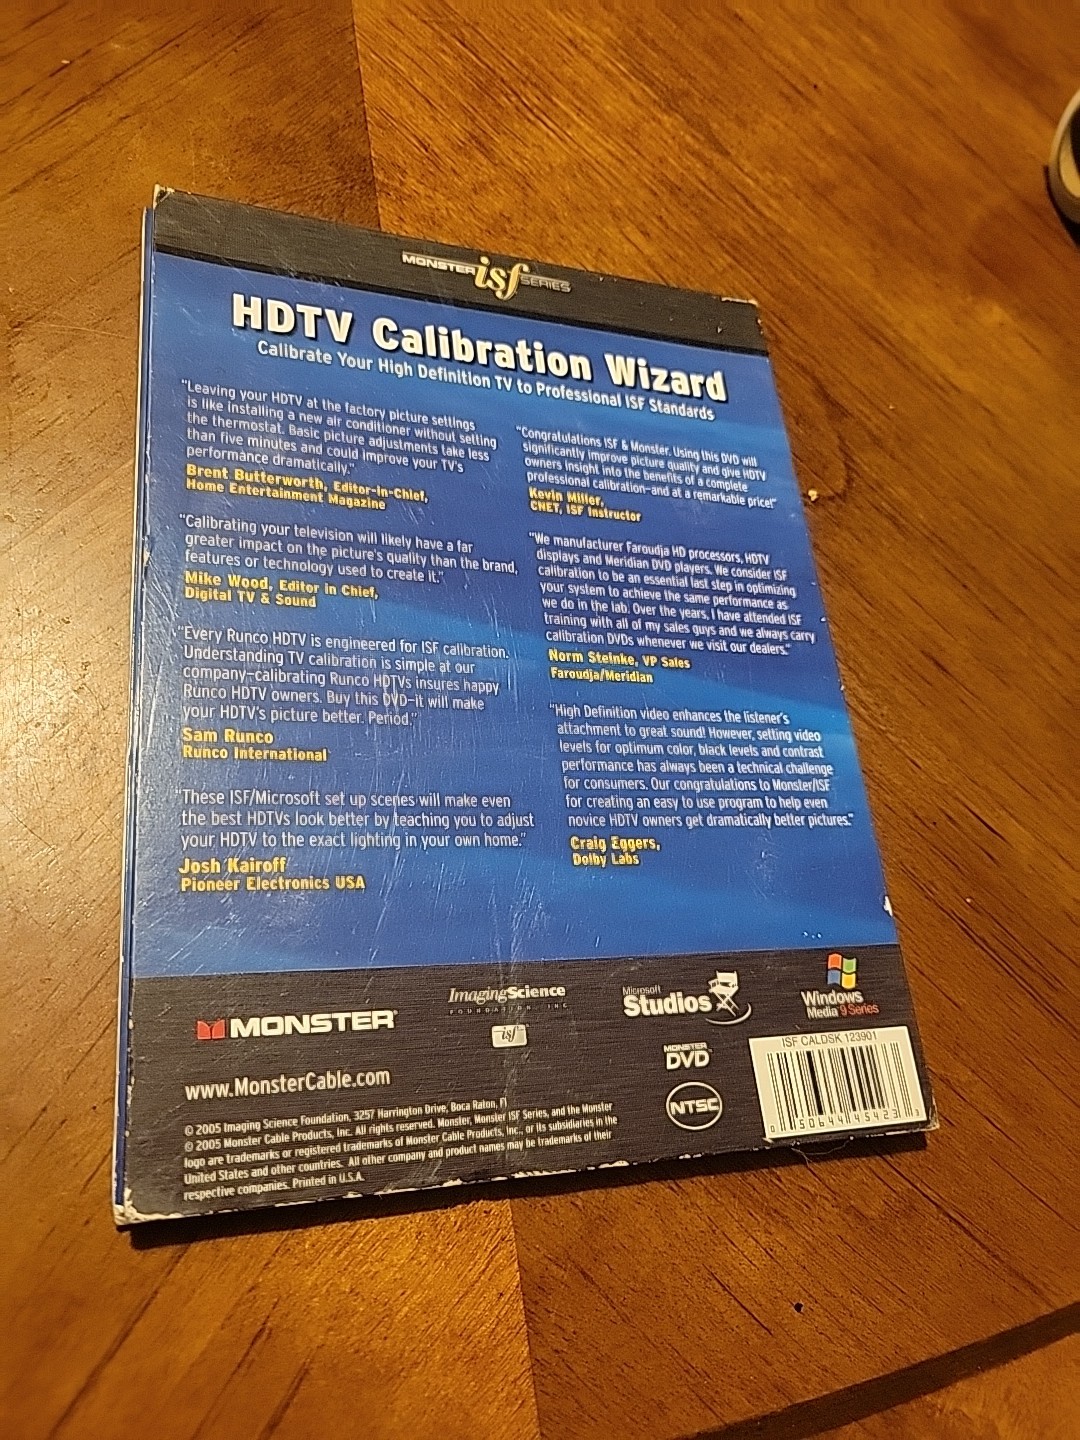 MONSTER isf SERIES
HDTV Calibration Wizard
Calibrate Your High Definition TV to Professional ISF Standards
"Leaving your HDTV at the factory picture settings
is like installing a new air conditioner without setting
the thermostat. Basic picture adjustments take less
than five minutes and could improve your TV's
performance dramatically."
Brent Butterworth, Editor-in-Chief,
Home Entertainment Magazine
"Calibrating your television will likely have a far
greater impact on the picture's quality than the brand,
features or technology used to create it."
Mike Wood, Editor in Chief,
Digital TV & Sound
"Every Runco HDTV is engineered for ISF calibration.
Understanding TV calibration is simple at our
company–calibrating Runco HDTVs insures happy
Runco HDTV owners. Buy this DVD–it will make
your HDTV's picture better. Period."
Sam Runco
Runco International
"These ISF/Microsoft set up scenes will make even
the best HDTVs look better by teaching you to adjust
your HDTV to the exact lighting in your own home."
Josh Kairoff
Pioneer Electronics USA
"Congratulations ISF & Monster. Using this DVD will
significantly improve picture quality and give HDTV
owners insight into the benefits of a complete
professional calibration–and at a remarkable price!"
Kevin Miller,
CNET, ISF Instructor
"We manufacturer Faroudja HD processors, HDTV
displays and Meridian DVD players. We consider ISF
calibration to be an essential last step in optimizing
your system to achieve the same performance as
we do in the lab. Over the years, I have attended ISF
training with all of my sales guys and we always carry
calibration DVDs whenever we visit our dealers."
Norm Steinke, VP Sales
Faroudja/Meridian
"High Definition video enhances the listener's
attachment to great sound! However, setting video
levels for optimum color, black levels and contrast
performance has always been a technical challenge
for consumers. Our congratulations to Monster/ISF
for creating an easy to use program to help even
novice HDTV owners get dramatically better pictures."
Craig Eggers,
Dolby Labs
MONSTER®
ImagingScience
FOUNDATION, INC
isf
Microsoft
Studios
Windows
Media 9 Series
www.MonsterCable.com
MONSTER
DVD™
NTSC
ISF CALDSK 123901
0 50644 45423 3
© 2005 Imaging Science Foundation, 3257 Harrington Drive, Boca Raton, Fl
© 2005 Monster Cable Products, Inc. All rights reserved. Monster, Monster ISF Series, and the Monster
logo are trademarks or registered trademarks of Monster Cable Products, Inc., or its subsidiaries in the
United States and other countries. All other company and product names may be trademarks of their
respective companies. Printed in U.S.A.